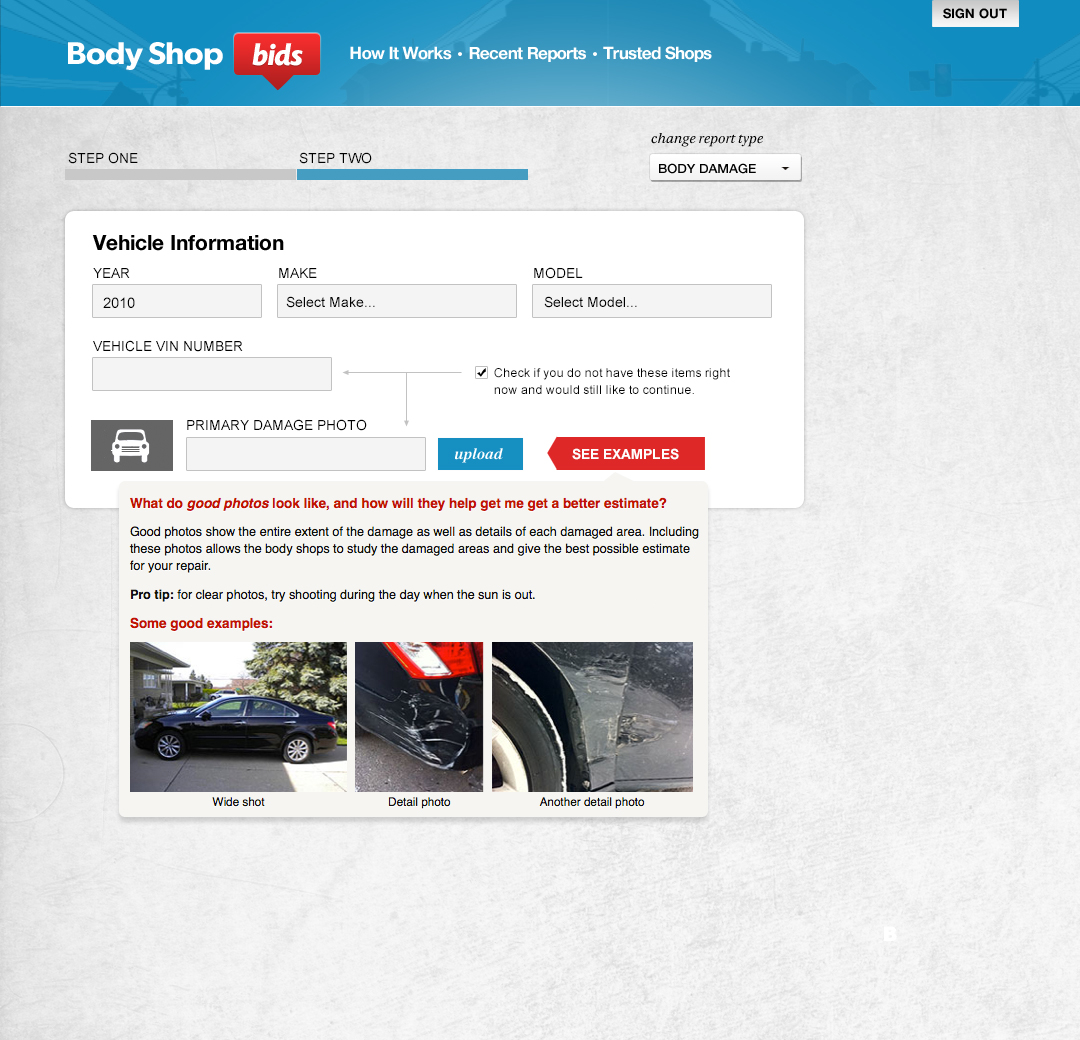 SIGN OUT
Body Shop bids
How It Works • Recent Reports • Trusted Shops
change report type
STEP ONE
STEP TWO
BODY DAMAGE
Vehicle Information
YEAR
MAKE
MODEL
2010
Select Make...
Select Model...
VEHICLE VIN NUMBER
Check if you do not have these items right
now and would still like to continue.
PRIMARY DAMAGE PHOTO
upload
SEE EXAMPLES
What do good photos look like, and how will they help get me get a better estimate?
Good photos show the entire extent of the damage as well as details of each damaged area. Including
these photos allows the body shops to study the damaged areas and give the best possible estimate
for your repair.
Pro tip: for clear photos, try shooting during the day when the sun is out.
Some good examples:
Wide shot
Detail photo
Another detail photo
B